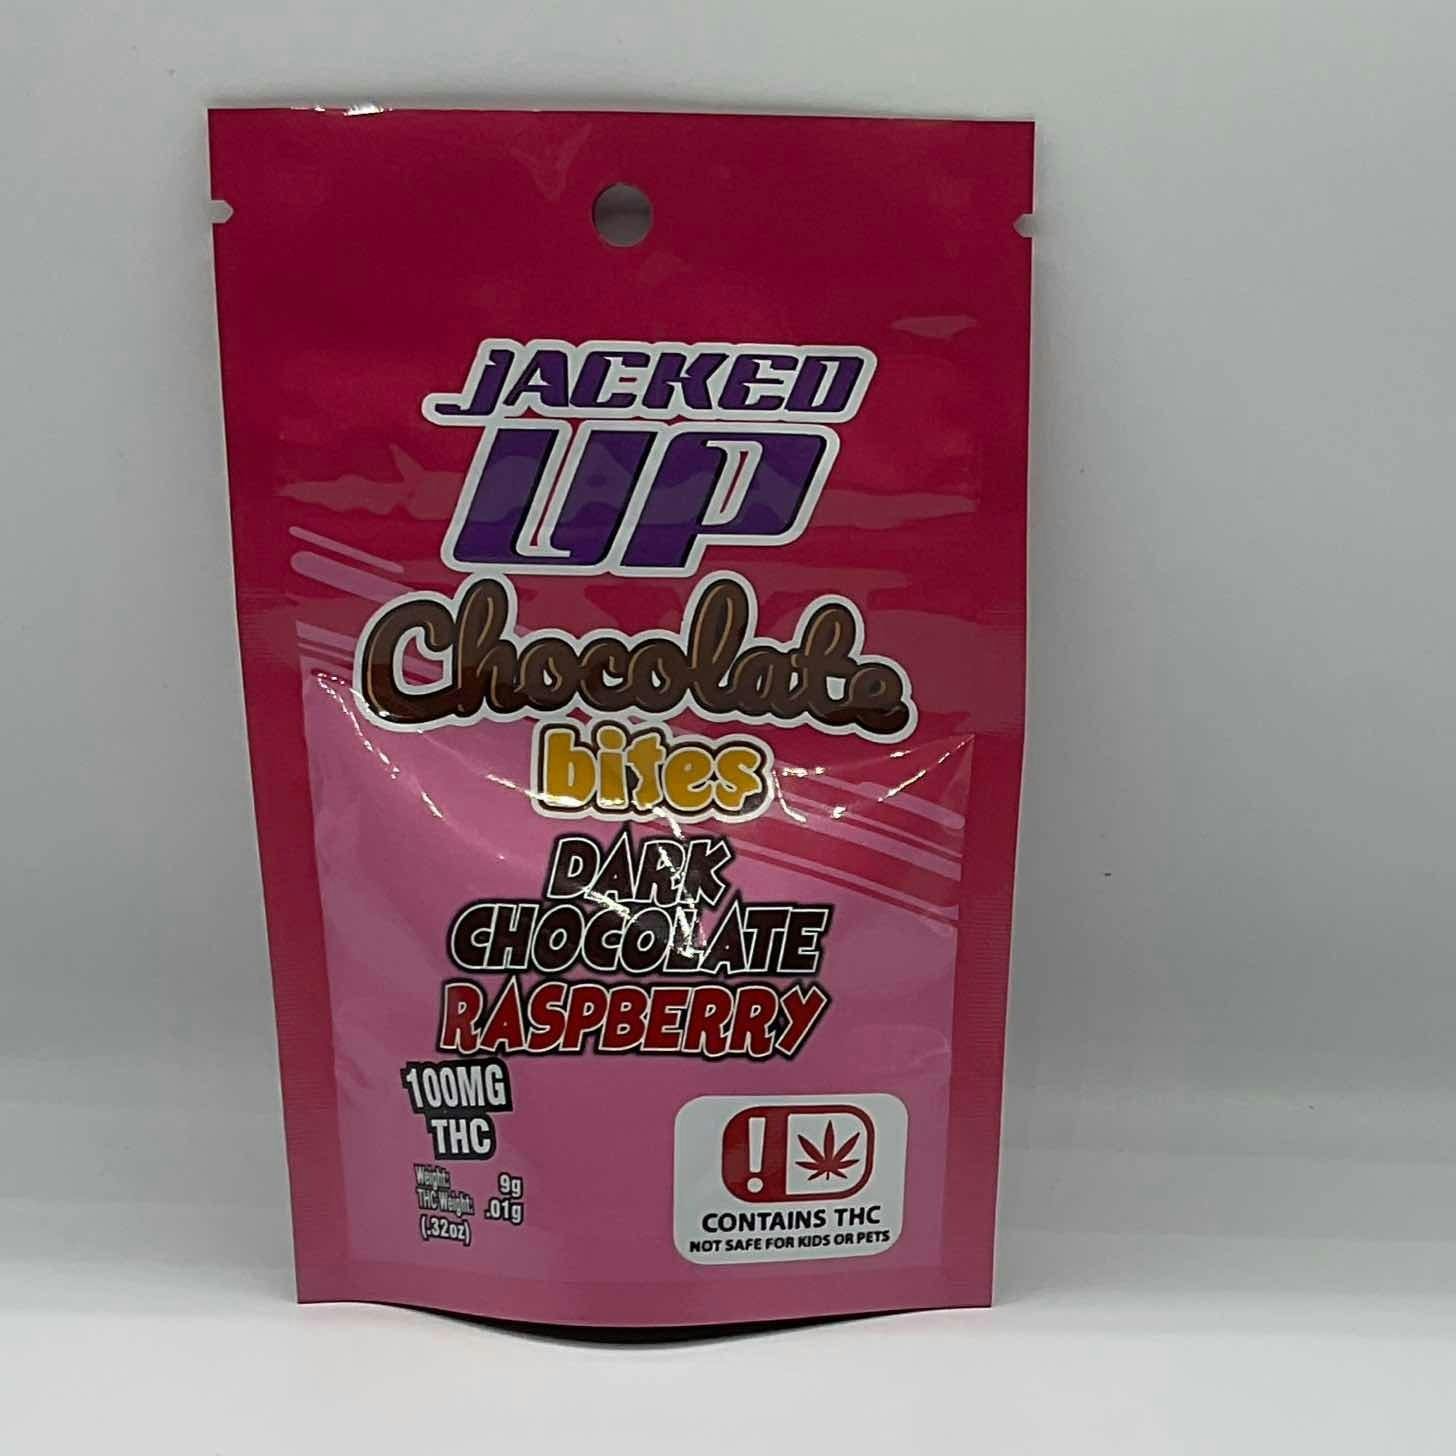 JACKED
UP
Chocolate
bites
DARK
CHOCOLATE
RASPBERRY
100MG
THC
Weight: 9g
THC Weight: .01g
(.32oz)
!
CONTAINS THC
NOT SAFE FOR KIDS OR PETS